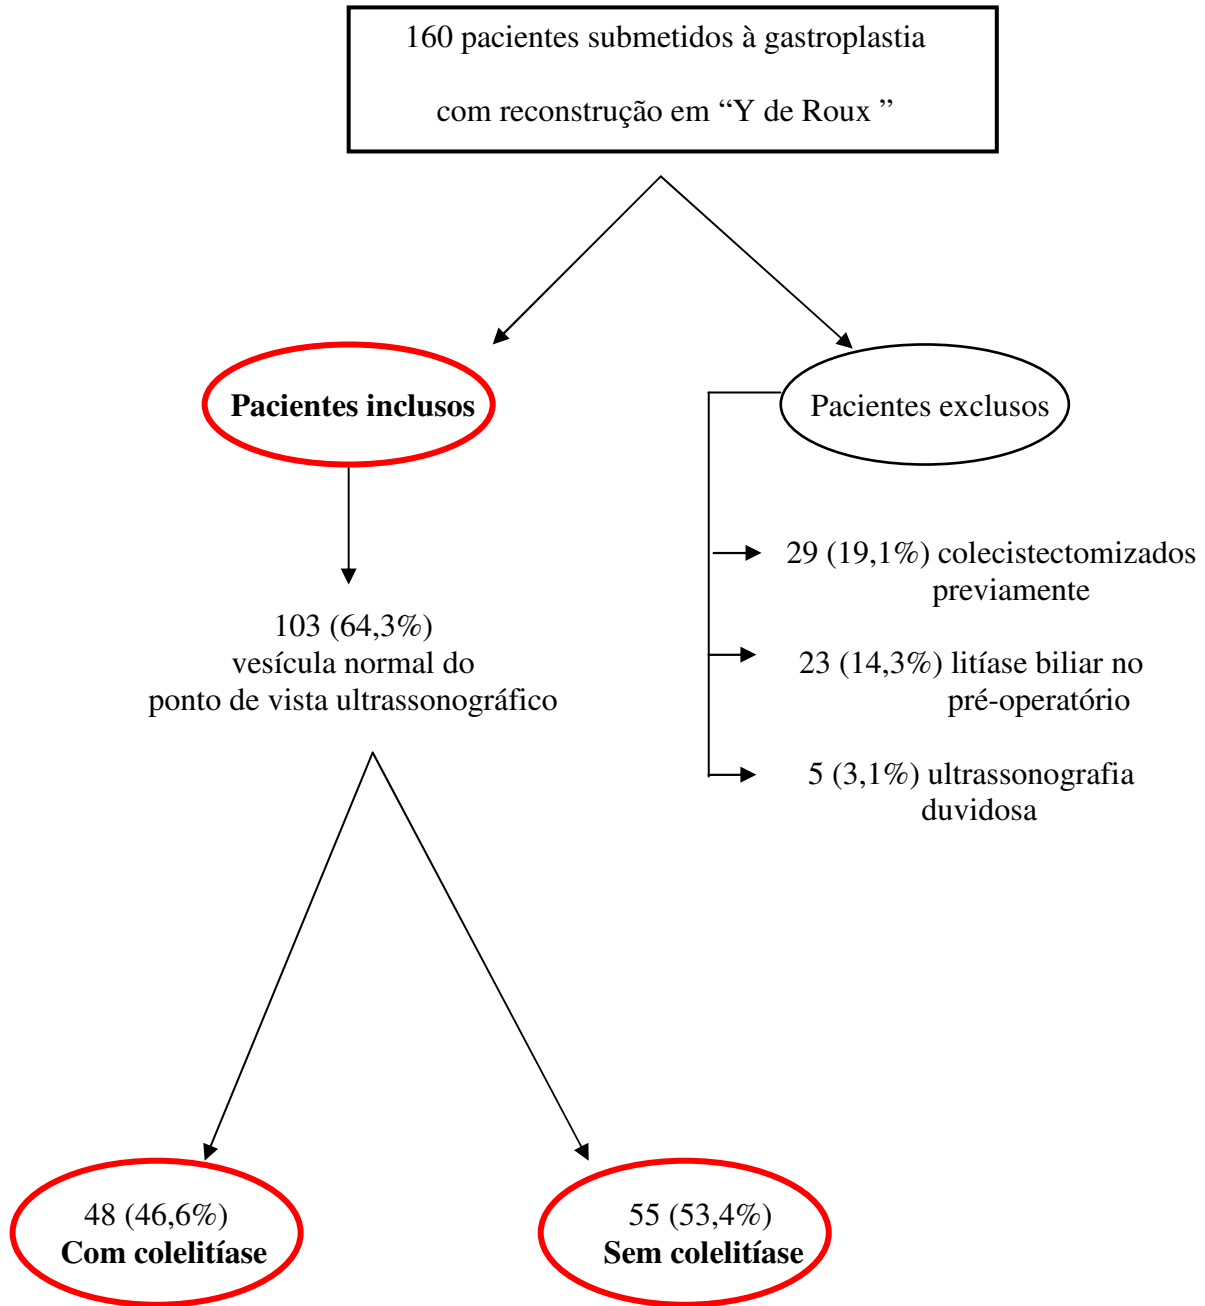 160 pacientes submetidos à gastroplastia
com reconstrução em “Y de Roux ”
Pacientes inclusos
Pacientes exclusos
29 (19,1%) colecistectomizados
previamente
23 (14,3%) litíase biliar no
pré-operatório
5 (3,1%) ultrassonografia
duvidosa
103 (64,3%)
vesícula normal do
ponto de vista ultrassonográfico
48 (46,6%)
Com colelitíase
55 (53,4%)
Sem colelitíase